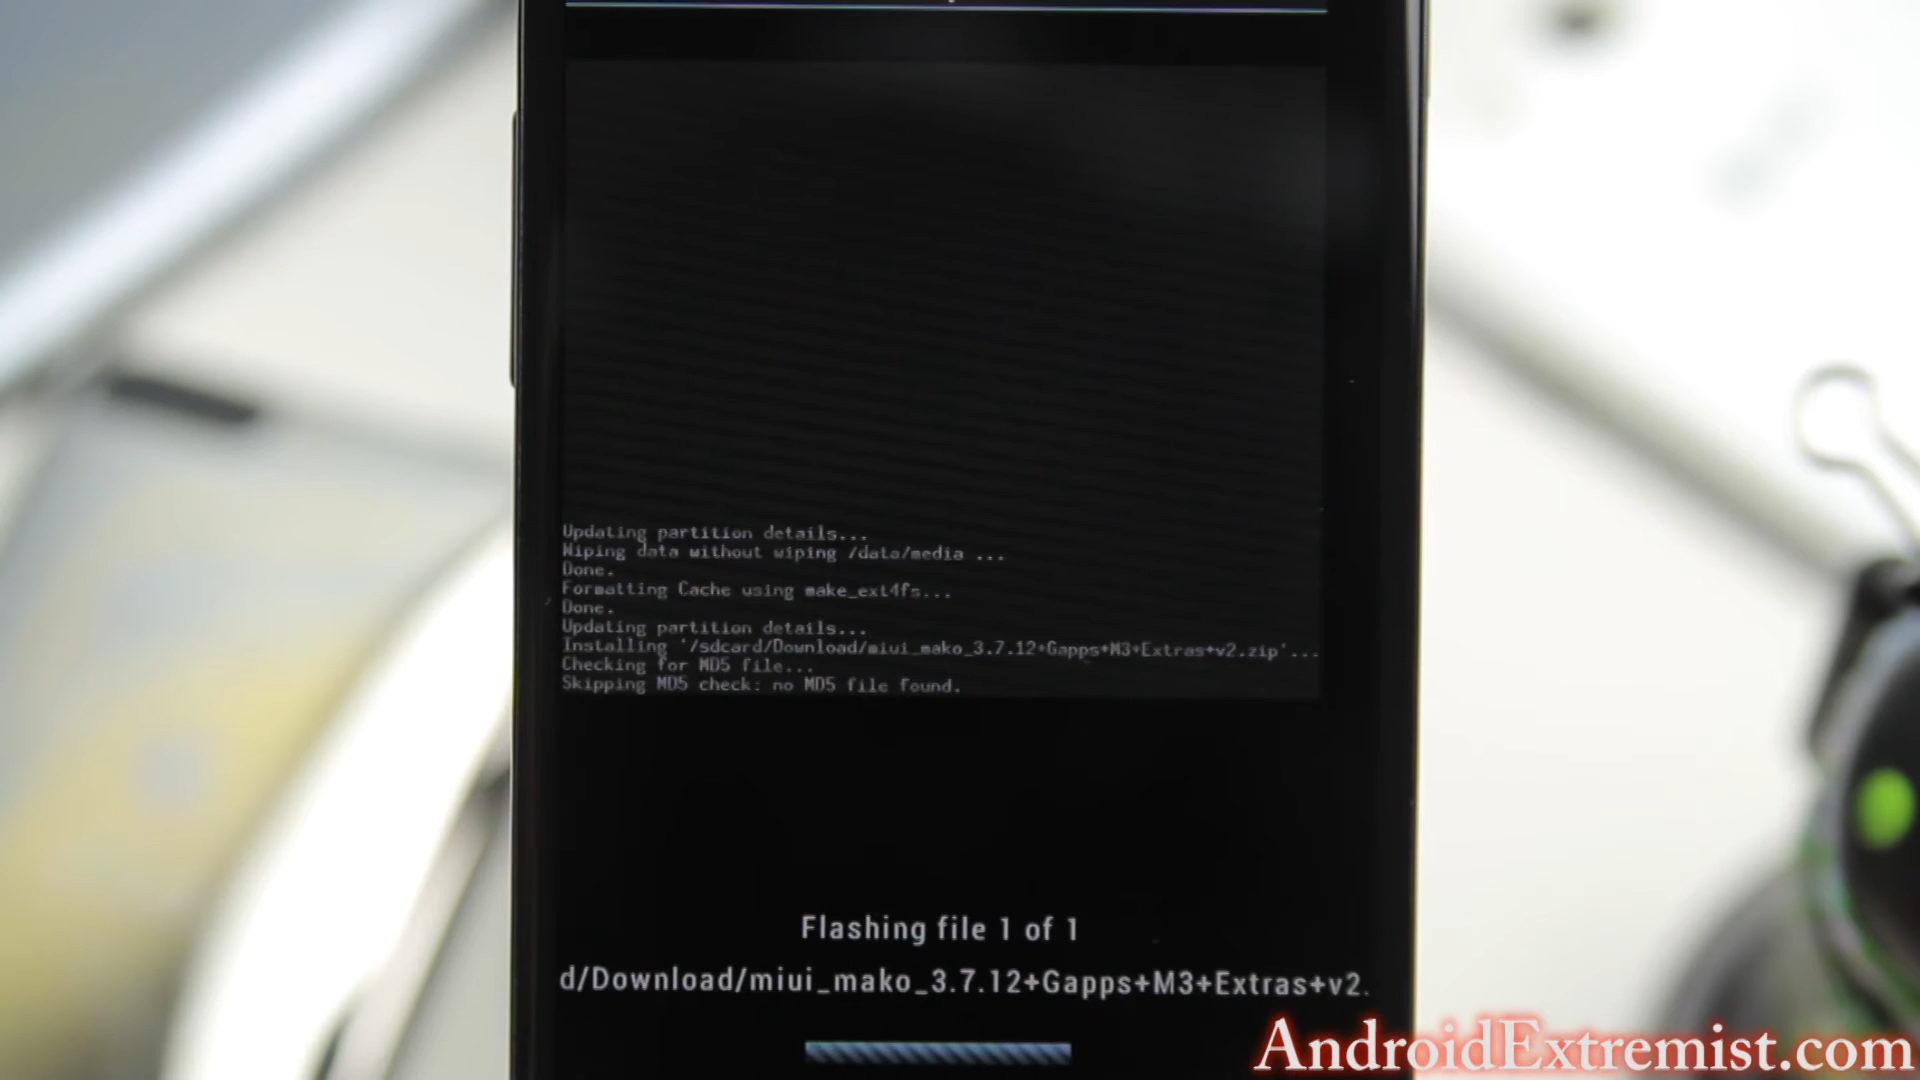 Updating partition details...
Wiping data without wiping /data/media ...
Done.
Formatting Cache using make_ext4fs...
Done.
Updating partition details...
Installing '/sdcard/Download/miui_mako_3.7.12+Gapps+M3+Extras+v2.zip'...
Checking for MD5 file...
Skipping MD5 check: no MD5 file found.
Flashing file 1 of 1
d/Download/miui_mako_3.7.12+Gapps+M3+Extras+v2.
AndroidExtremist.com